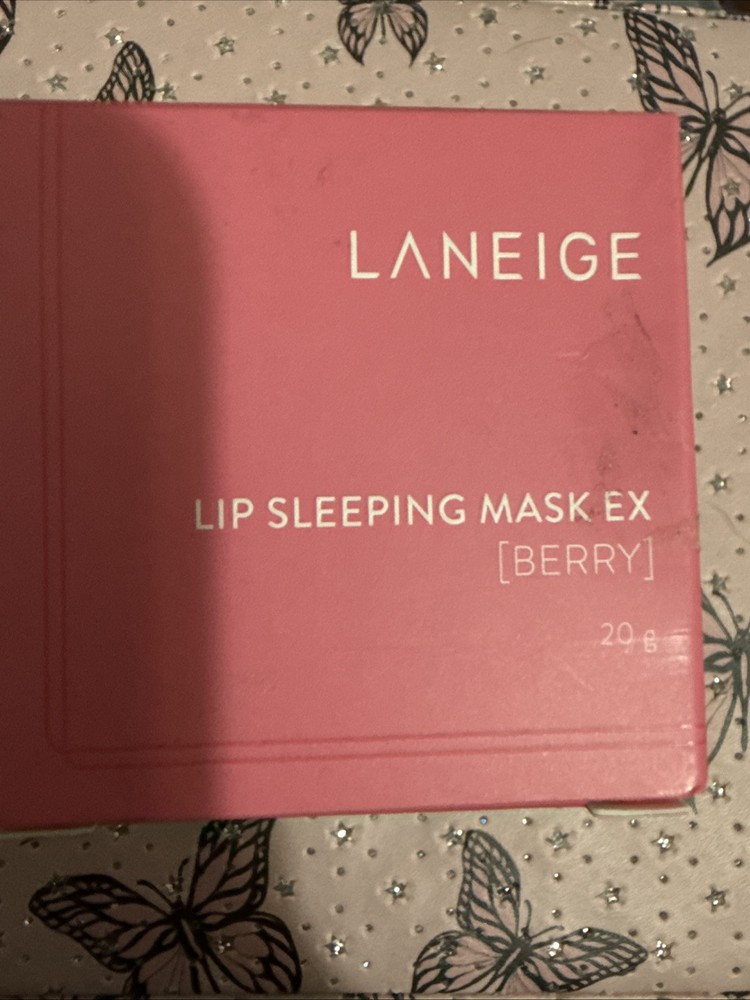 LANEIGE
LIP SLEEPING MASK EX
[BERRY]
20 g